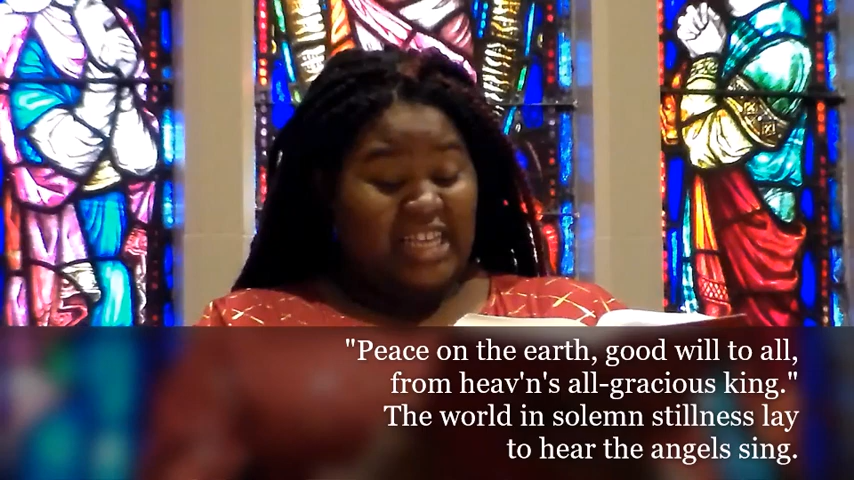 "Peace on the earth, good will to all,
from heav'n's all-gracious king."
The world in solemn stillness lay
to hear the angels sing.